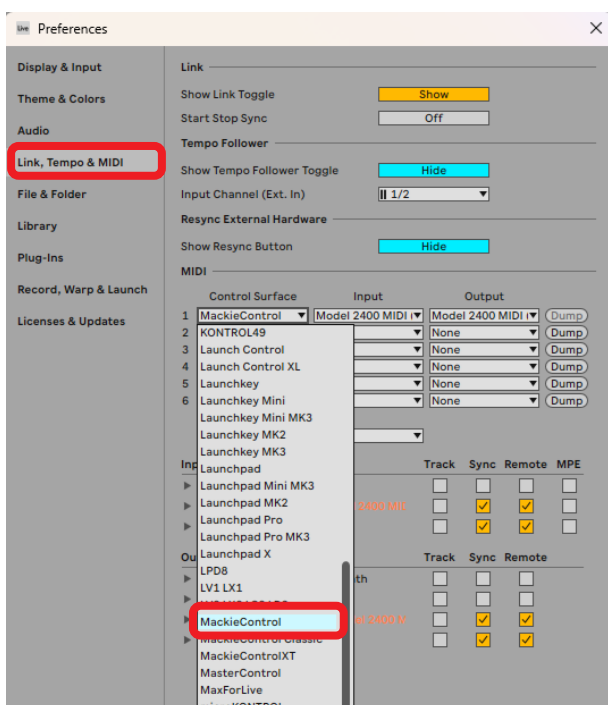 Live Preferences
Display & Input
Theme & Colors
Audio
Link, Tempo & MIDI
File & Folder
Library
Plug-Ins
Record, Warp & Launch
Licenses & Updates
Link
Show Link Toggle Show
Start Stop Sync Off
Tempo Follower
Show Tempo Follower Toggle Hide
Input Channel (Ext. In) 1/2
Resync External Hardware
Show Resync Button Hide
MIDI
Control Surface Input Output
1 MackieControl Model 2400 MIDI Model 2400 MIDI Dump
2 None Dump
3 None Dump
4 None Dump
5 None Dump
6 None Dump
KONTROL49
Launch Control
Launch Control XL
Launchkey
Launchkey Mini
Launchkey Mini MK3
Launchkey MK2
Launchkey MK3
Launchpad
Launchpad Mini MK3
Launchpad MK2
Launchpad Pro
Launchpad Pro MK3
Launchpad X
LPD8
LV1 LX1
MackieControl
MackieControl Classic
MackieControlXT
MasterControl
MaxForLive
Track Sync Remote MPE
Track Sync Remote